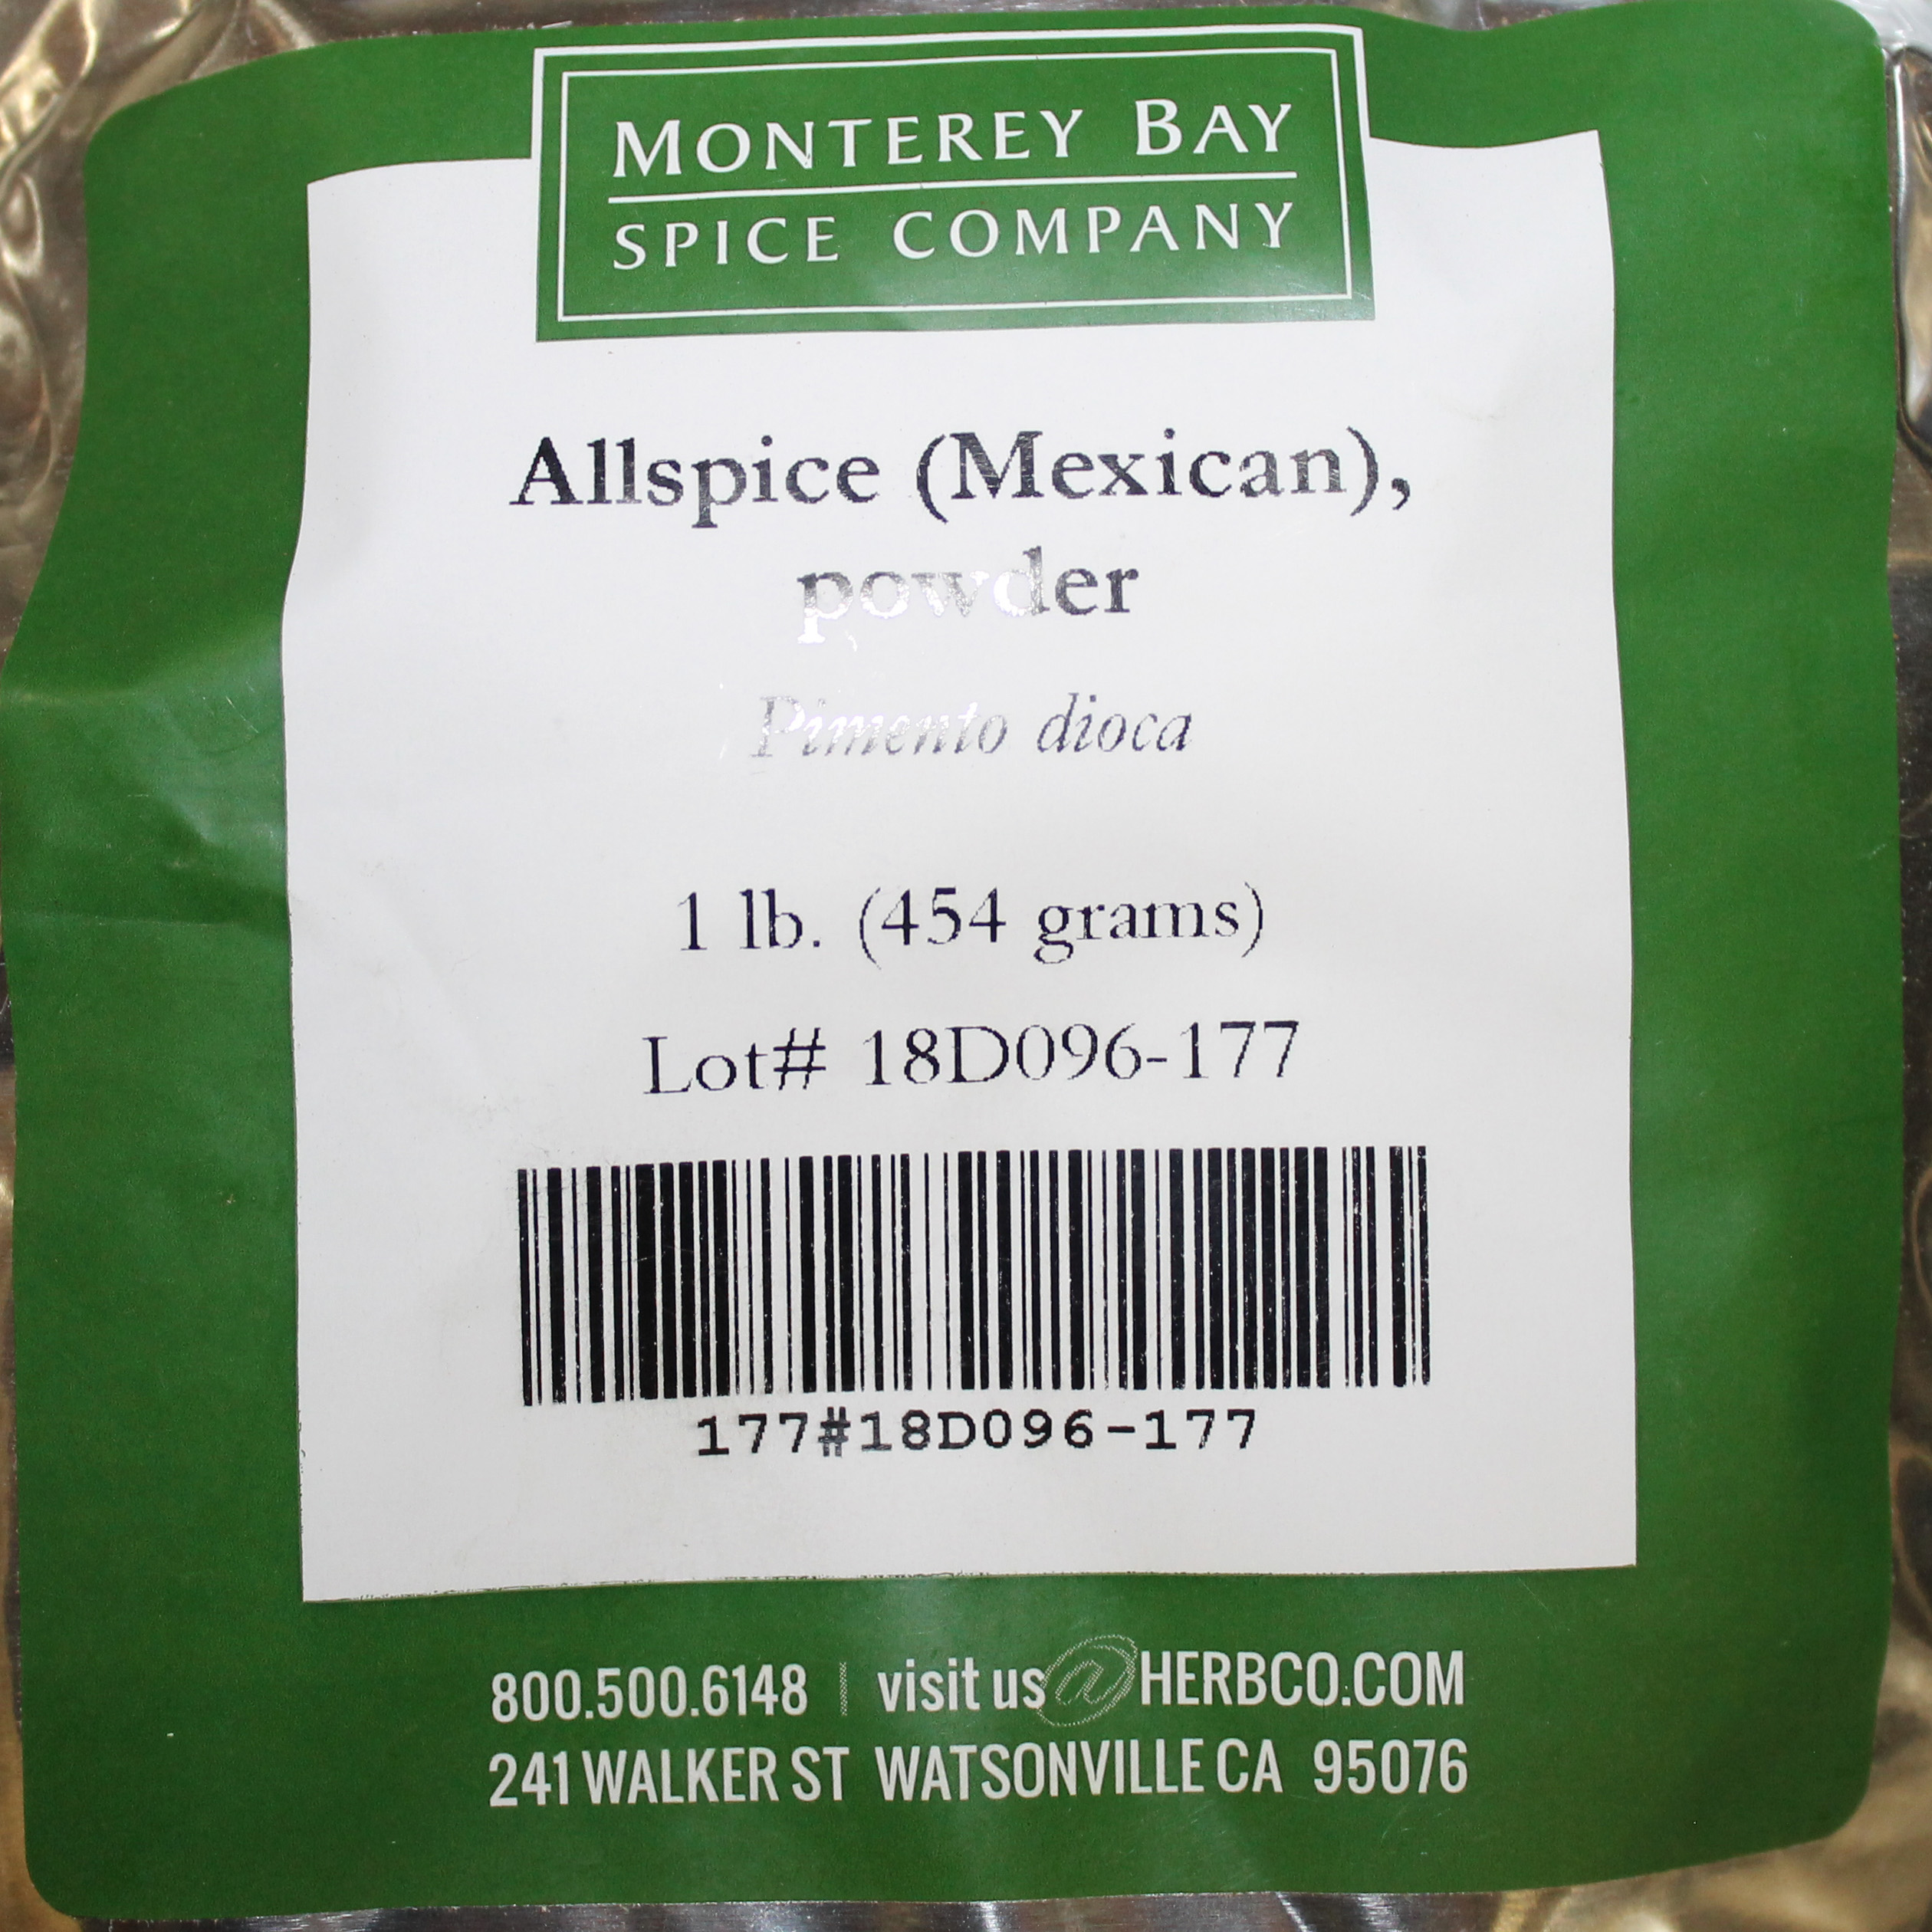 MONTEREY BAY
SPICE COMPANY
Allspice (Mexican),
powder
Pimento dioca
1 lb. (454 grams)
Lot# 18D096-177
177#18D096-177
800.500.6148 | visit us@HERBCO.COM
241 WALKER ST WATSONVILLE CA 95076